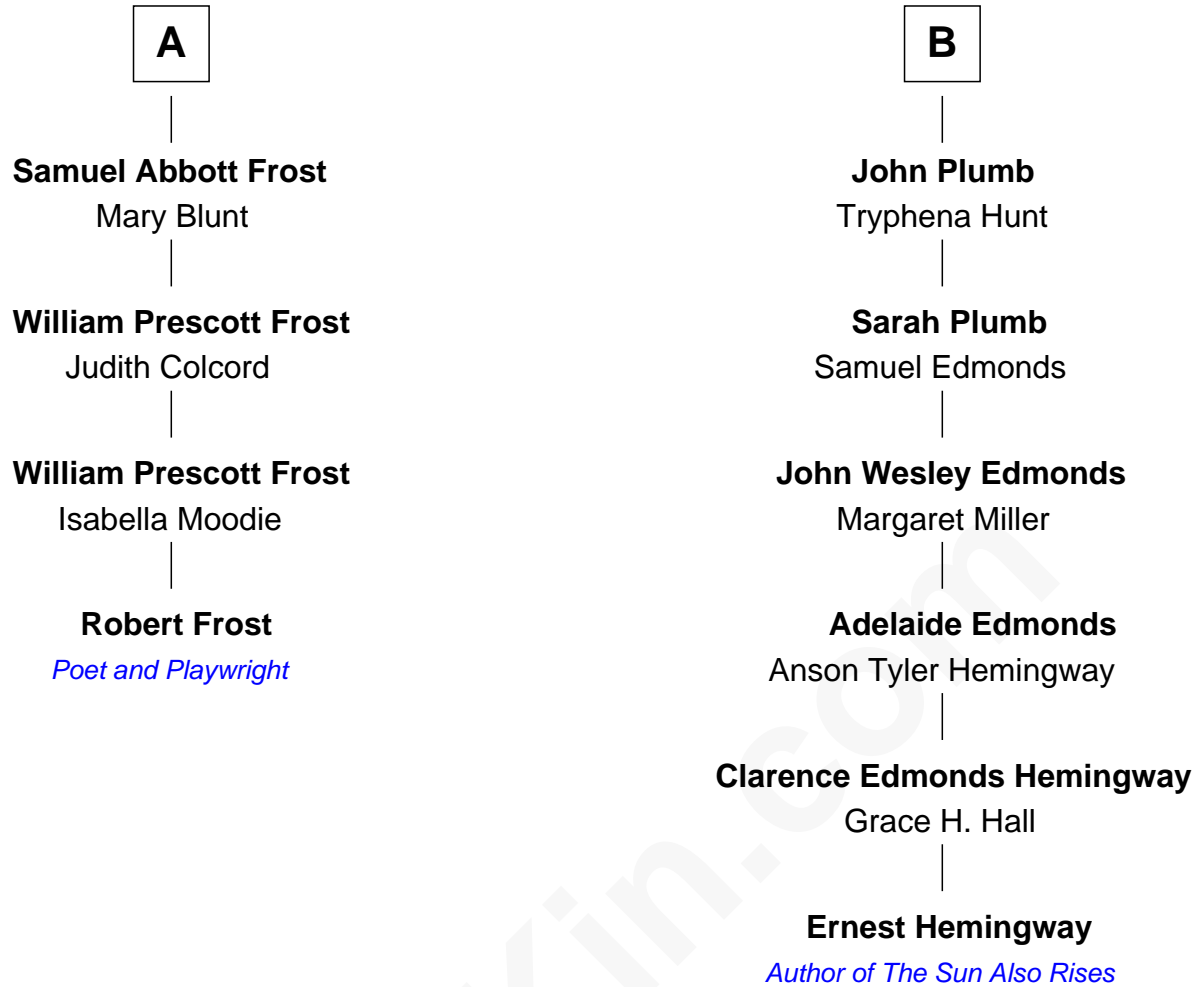 A
Samuel Abbott Frost
Mary Blunt
William Prescott Frost
Judith Colcord
William Prescott Frost
Isabella Moodie
Robert Frost
Poet and Playwright
B
John Plumb
Tryphena Hunt
Sarah Plumb
Samuel Edmonds
John Wesley Edmonds
Margaret Miller
Adelaide Edmonds
Anson Tyler Hemingway
Clarence Edmonds Hemingway
Grace H. Hall
Ernest Hemingway
Author of The Sun Also Rises